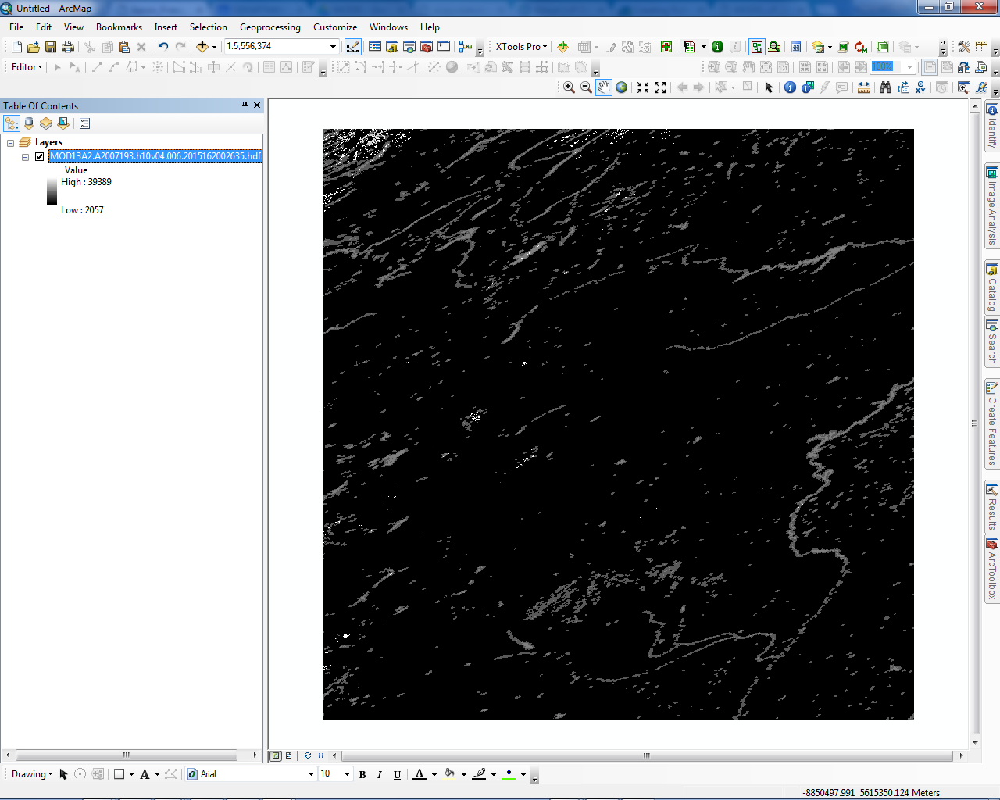 Untitled - ArcMap
File Edit View Bookmarks Insert Selection Geoprocessing Customize Windows Help
1:5,556,374
XTools Pro
Editor
100%
Table Of Contents
Layers
MOD13A2.A2007193.h10v04.006.2015162002635.hdf
Value
High : 39389
Low : 2057
Identify
Image Analysis
Catalog
Search
Create Features
Results
ArcToolbox
Drawing
A
Arial
10
B I U A
-8850497.991 5615350.124 Meters